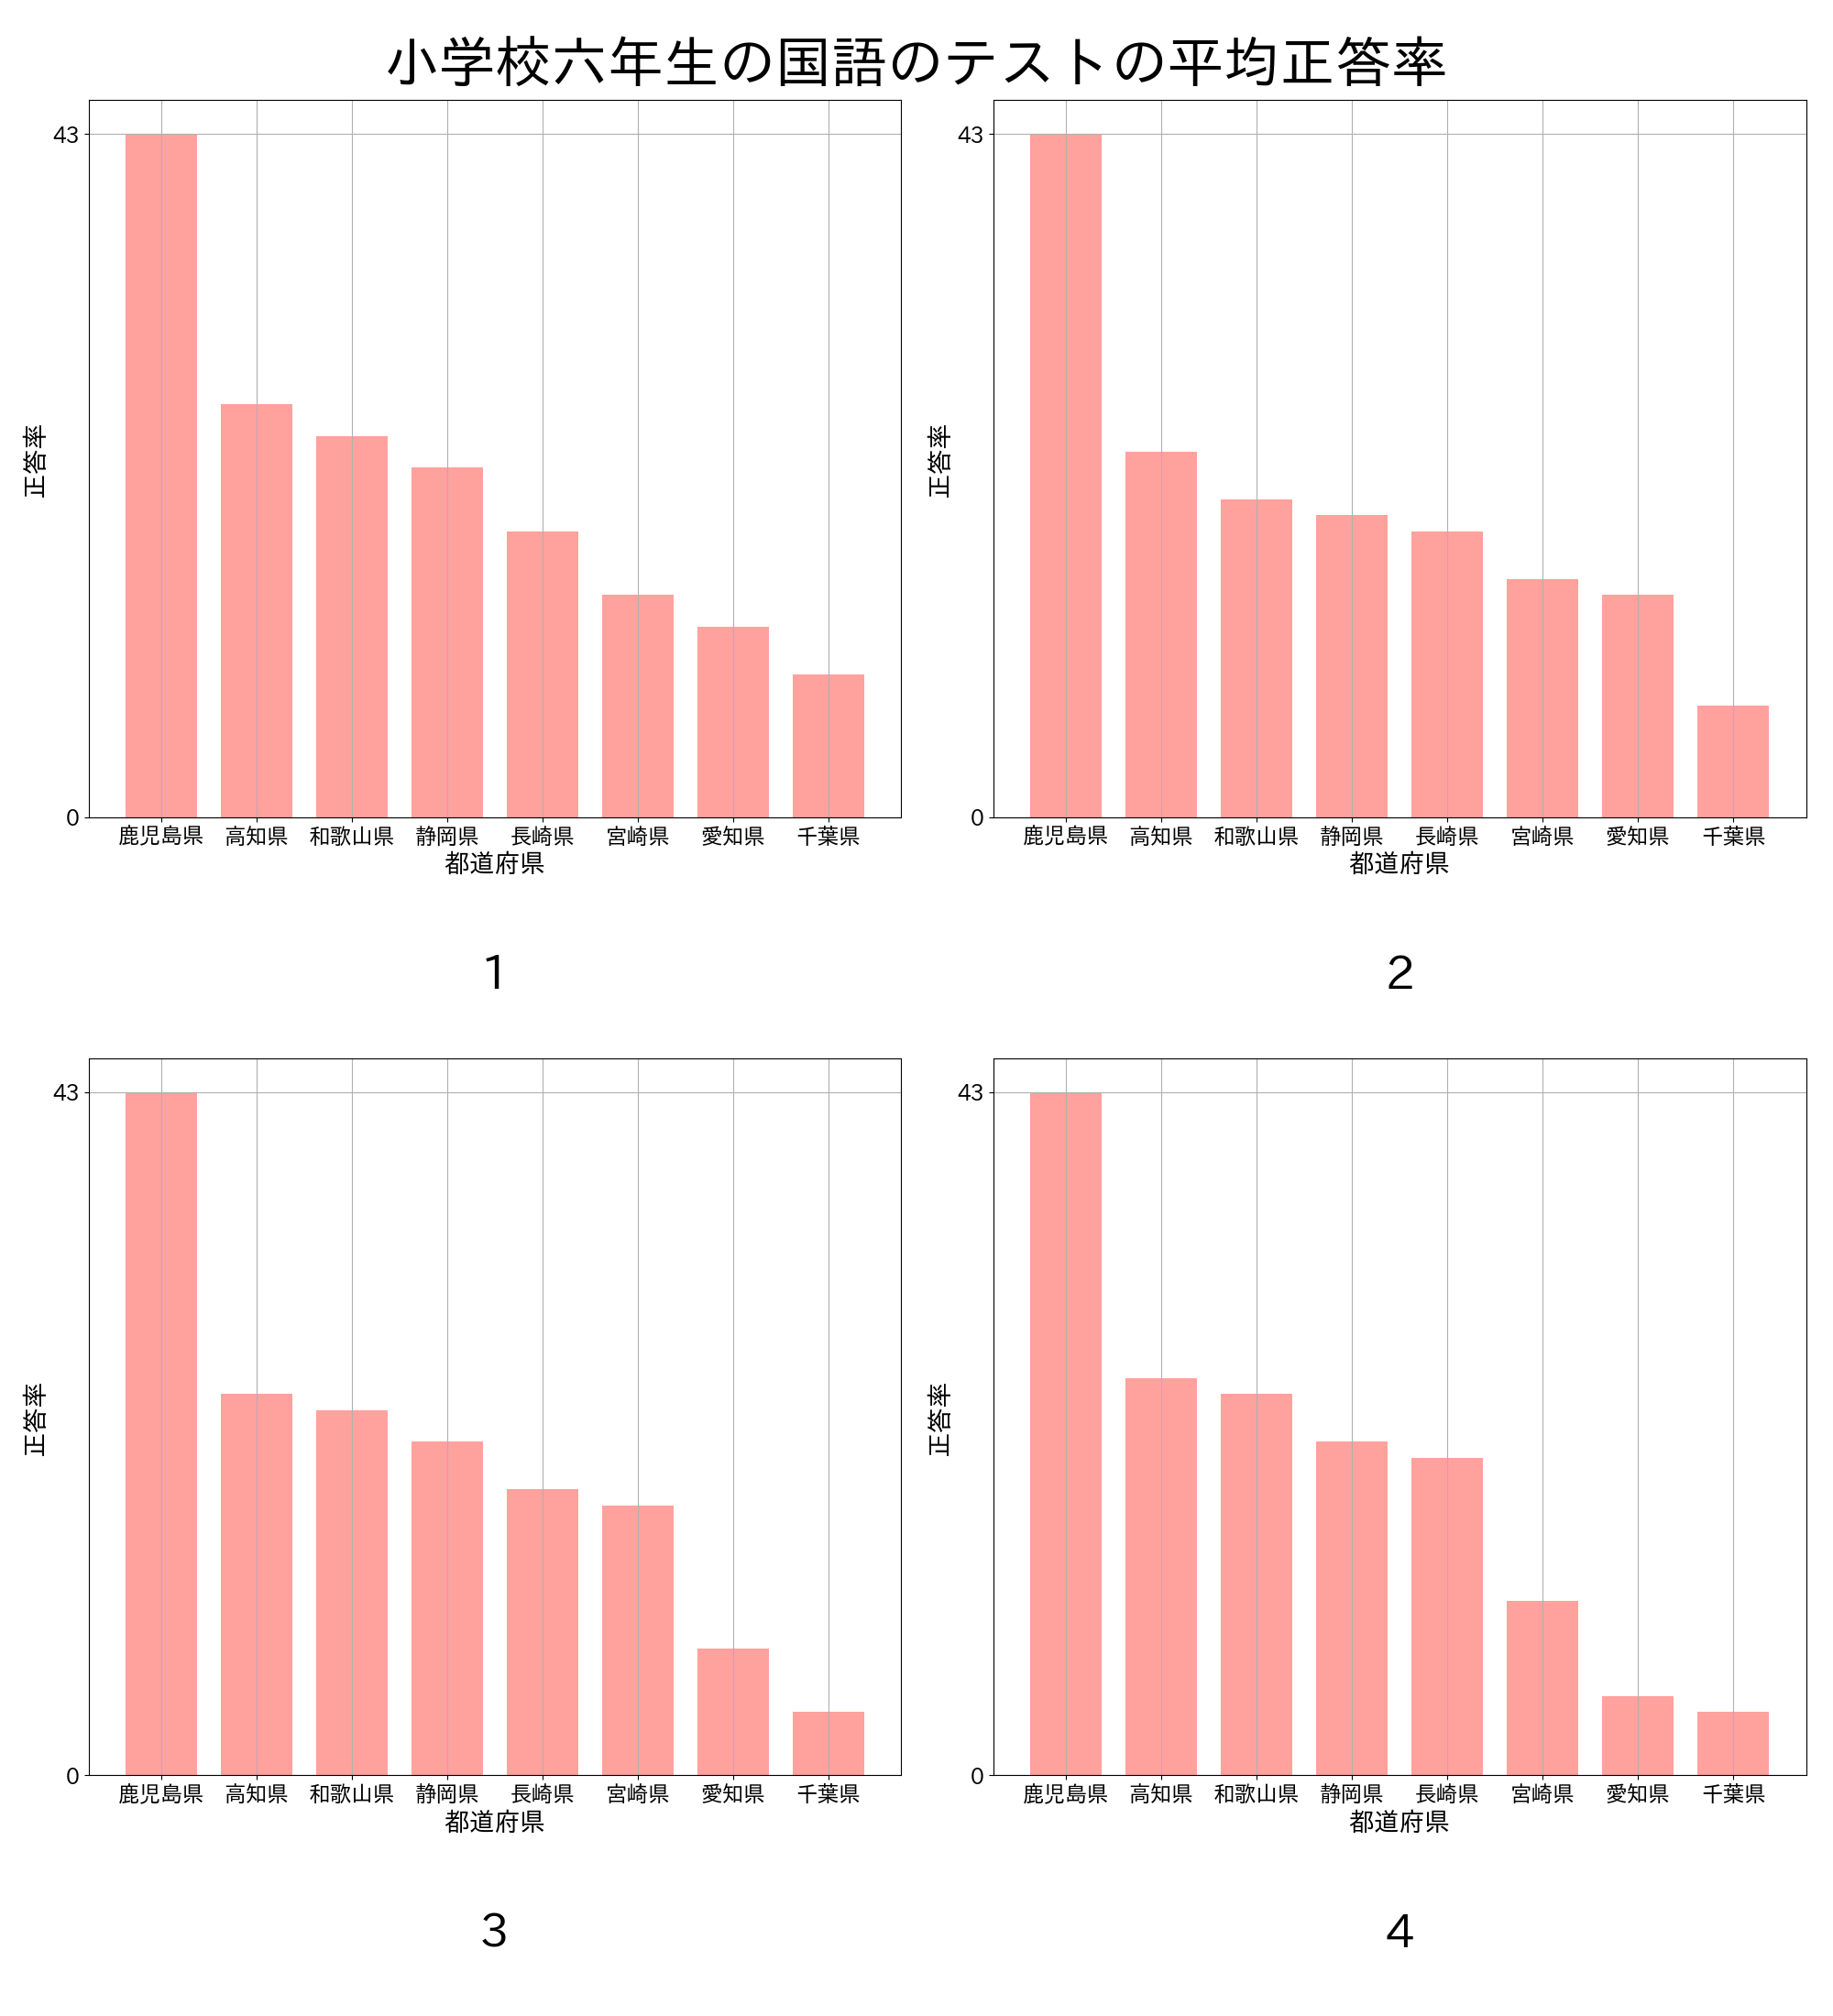 小学校六年生の国語のテストの平均正答率
43
0
正答率
鹿児島県 高知県 和歌山県 静岡県 長崎県 宮崎県 愛知県 千葉県
都道府県
1
43
0
正答率
鹿児島県 高知県 和歌山県 静岡県 長崎県 宮崎県 愛知県 千葉県
都道府県
2
43
0
正答率
鹿児島県 高知県 和歌山県 静岡県 長崎県 宮崎県 愛知県 千葉県
都道府県
3
43
0
正答率
鹿児島県 高知県 和歌山県 静岡県 長崎県 宮崎県 愛知県 千葉県
都道府県
4